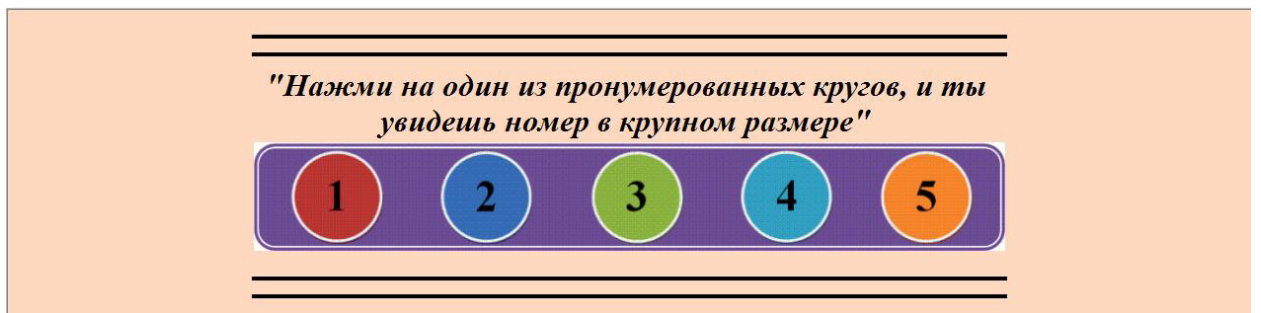 "Нажми на один из пронумерованных кругов, и ты
увидешь номер в крупном размере"
1 2 3 4 5